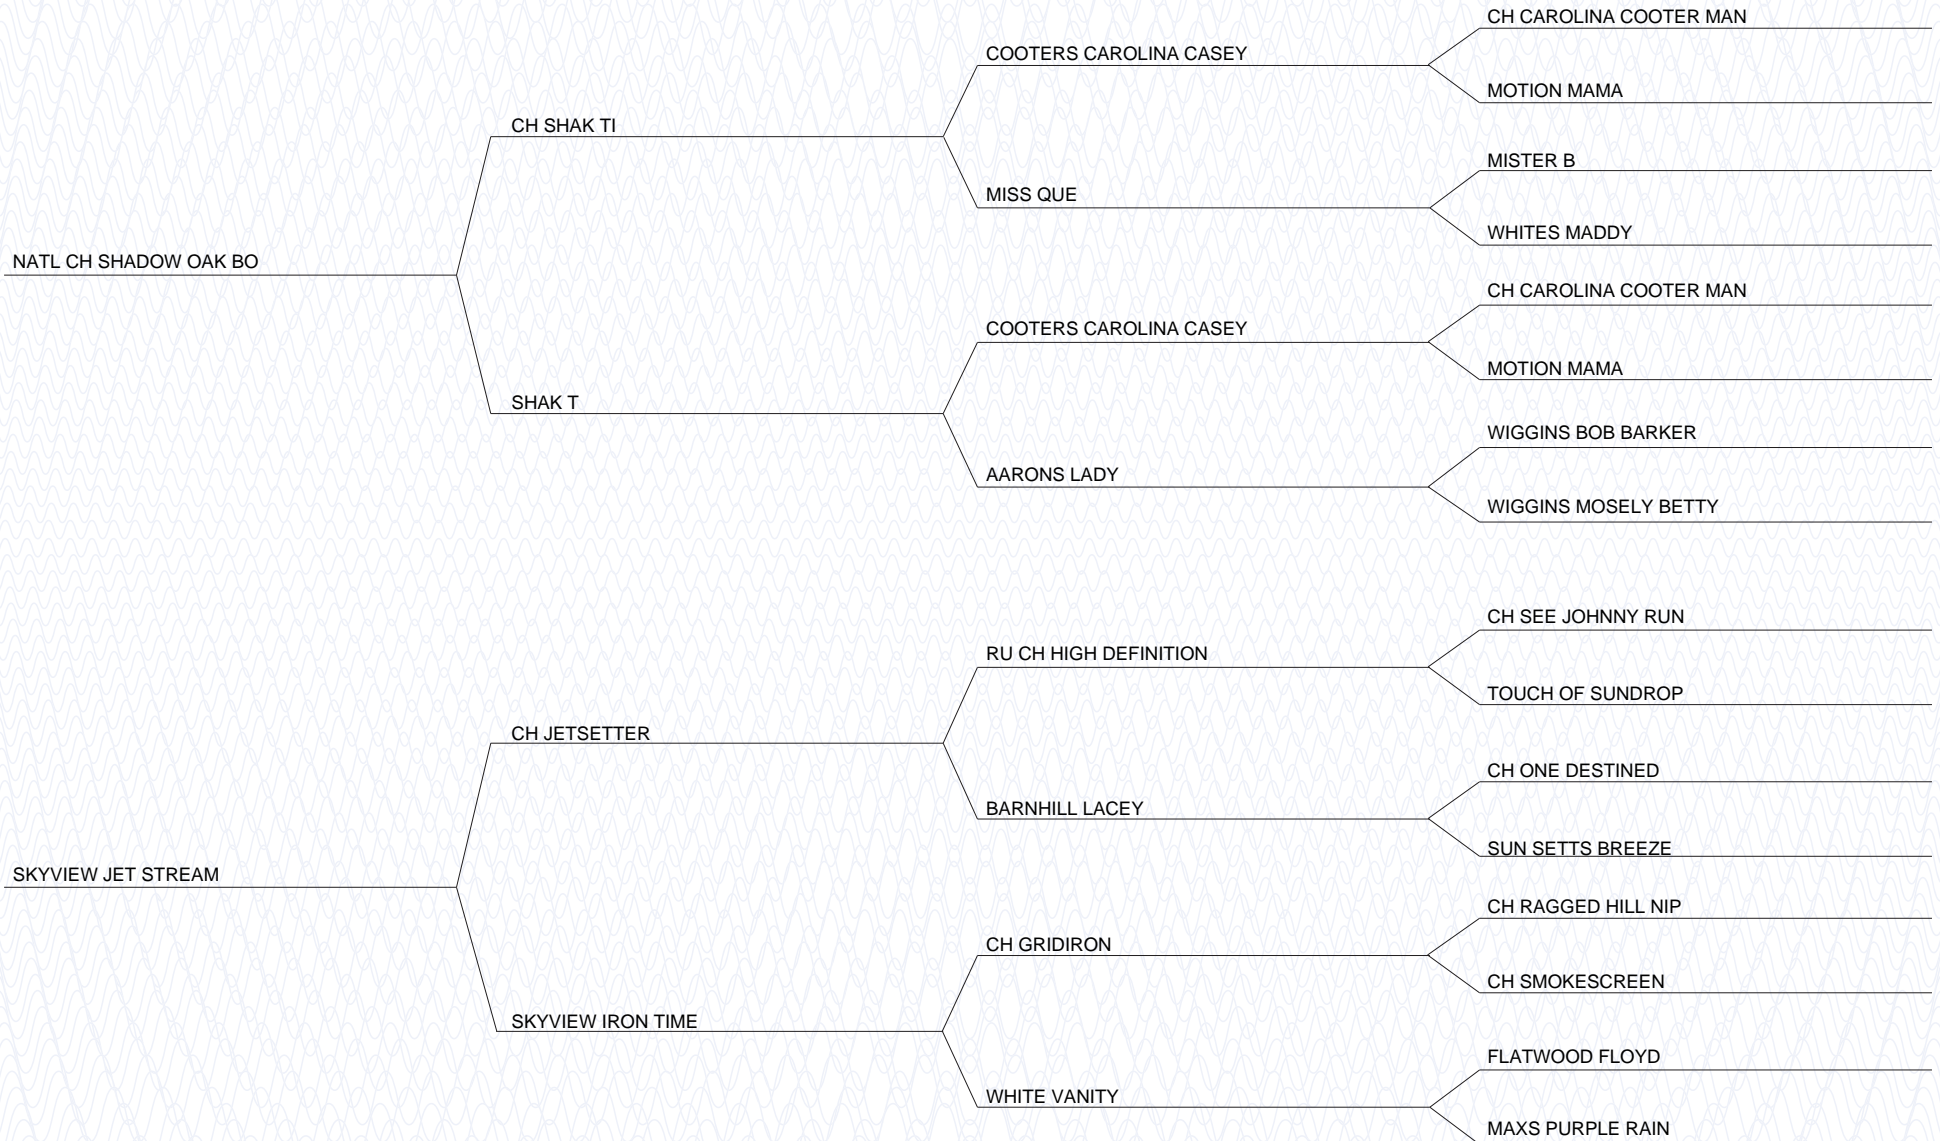 CH CAROLINA COOTER MAN
COOTERS CAROLINA CASEY
MOTION MAMA
CH SHAK TI
MISTER B
MISS QUE
WHITES MADDY
NATL CH SHADOW OAK BO
CH CAROLINA COOTER MAN
COOTERS CAROLINA CASEY
MOTION MAMA
SHAK T
WIGGINS BOB BARKER
AARONS LADY
WIGGINS MOSELY BETTY
CH SEE JOHNNY RUN
RU CH HIGH DEFINITION
TOUCH OF SUNDROP
CH JETSETTER
CH ONE DESTINED
BARNHILL LACEY
SUN SETTS BREEZE
SKYVIEW JET STREAM
CH RAGGED HILL NIP
CH GRIDIRON
CH SMOKESCREEN
SKYVIEW IRON TIME
FLATWOOD FLOYD
WHITE VANITY
MAXS PURPLE RAIN